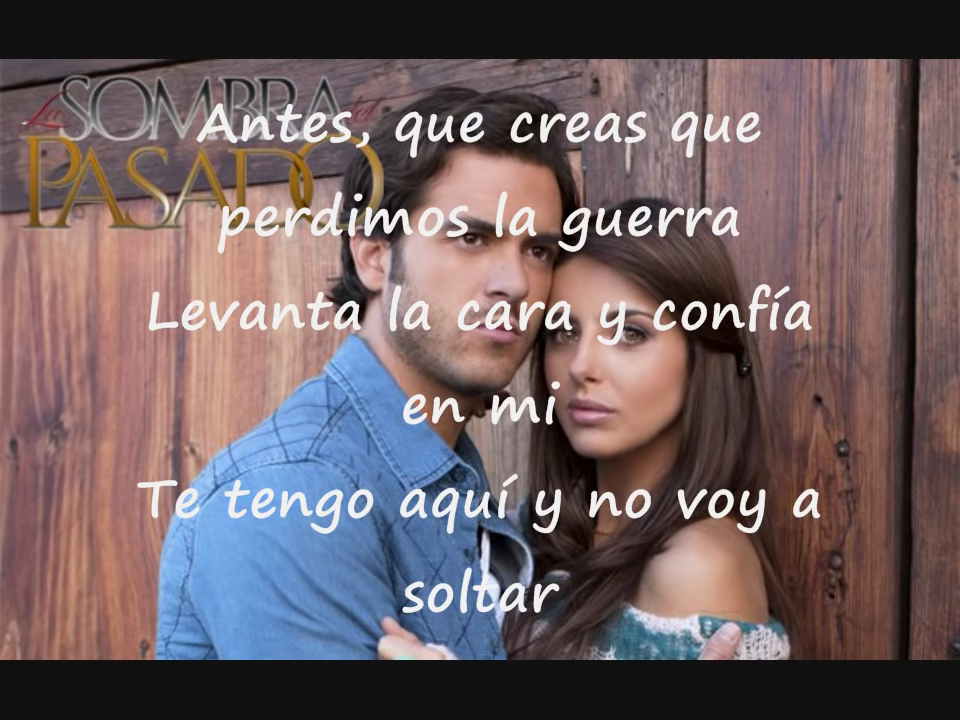 La SOMBRA del
PASADO
Antes, que creas que
perdimos la guerra
Levanta la cara y confía
en mi
Te tengo aquí y no voy a
soltar